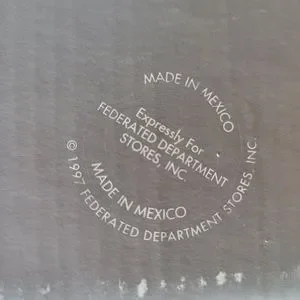 MADE IN MEXICO
Expressly For
FEDERATED DEPARTMENT
STORES, INC.
MADE IN MEXICO
© 1997 FEDERATED DEPARTMENT STORES, INC.